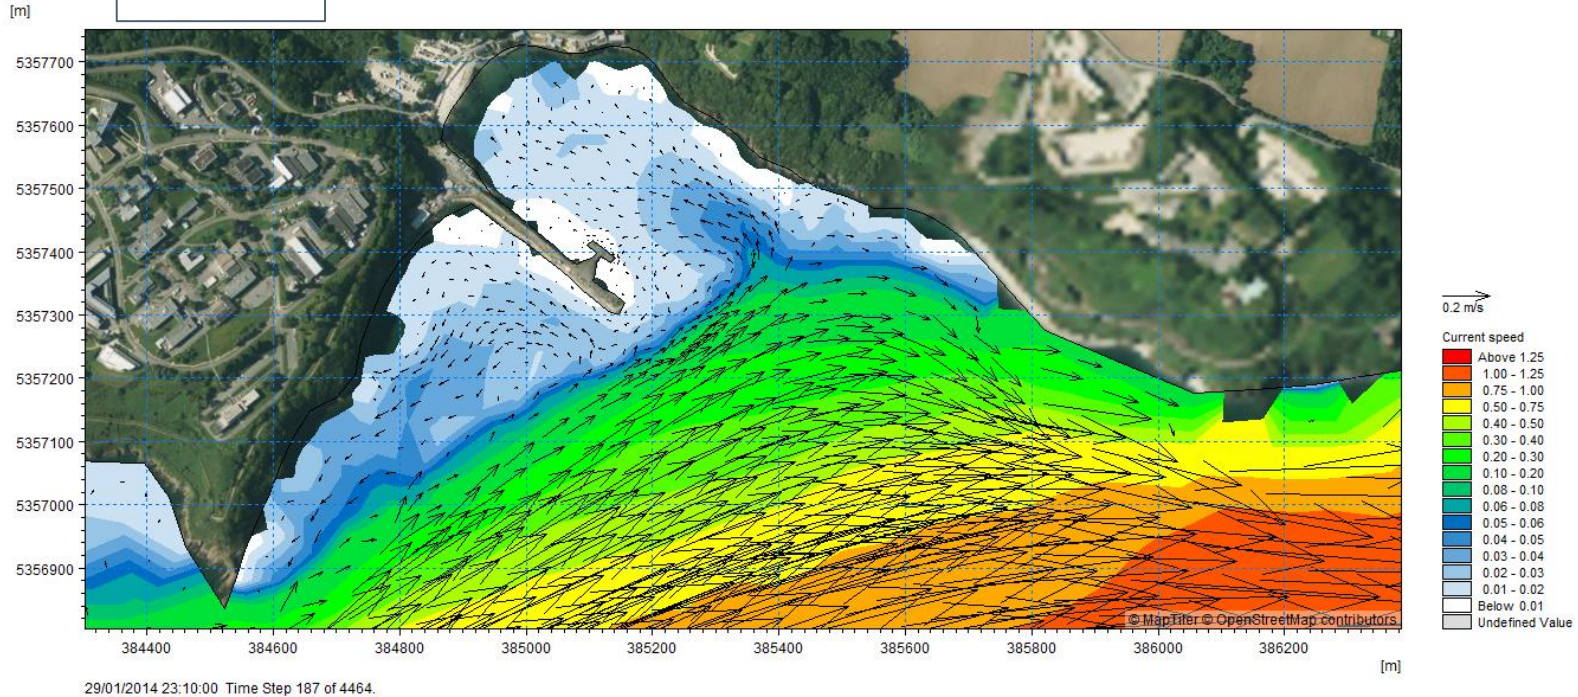 [m]
5357700
5357600
5357500
5357400
5357300
5357200
5357100
5357000
5356900
384400 384600 384800 385000 385200 385400 385600 385800 386000 386200
[m]
© MapTiler © OpenStreetMap contributors
0.2 m/s
Current speed
Above 1.25
1.00 - 1.25
0.75 - 1.00
0.50 - 0.75
0.40 - 0.50
0.30 - 0.40
0.20 - 0.30
0.10 - 0.20
0.08 - 0.10
0.06 - 0.08
0.05 - 0.06
0.04 - 0.05
0.03 - 0.04
0.02 - 0.03
0.01 - 0.02
Below 0.01
Undefined Value
29/01/2014 23:10:00 Time Step 187 of 4464.